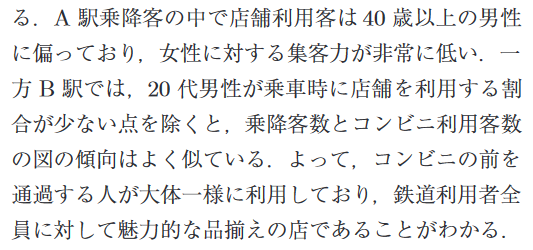 る．A 駅乗降客の中で店舗利用客は 40 歳以上の男性
に偏っており，女性に対する集客力が非常に低い．一
方 B 駅では，20 代男性が乗車時に店舗を利用する割
合が少ない点を除くと，乗降客数とコンビニ利用客数
の図の傾向はよく似ている．よって，コンビニの前を
通過する人が大体一様に利用しており，鉄道利用者全
員に対して魅力的な品揃えの店であることがわかる．